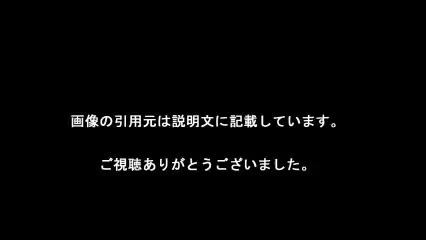 画像の引用元は説明文に記載しています。
ご視聴ありがとうございました。